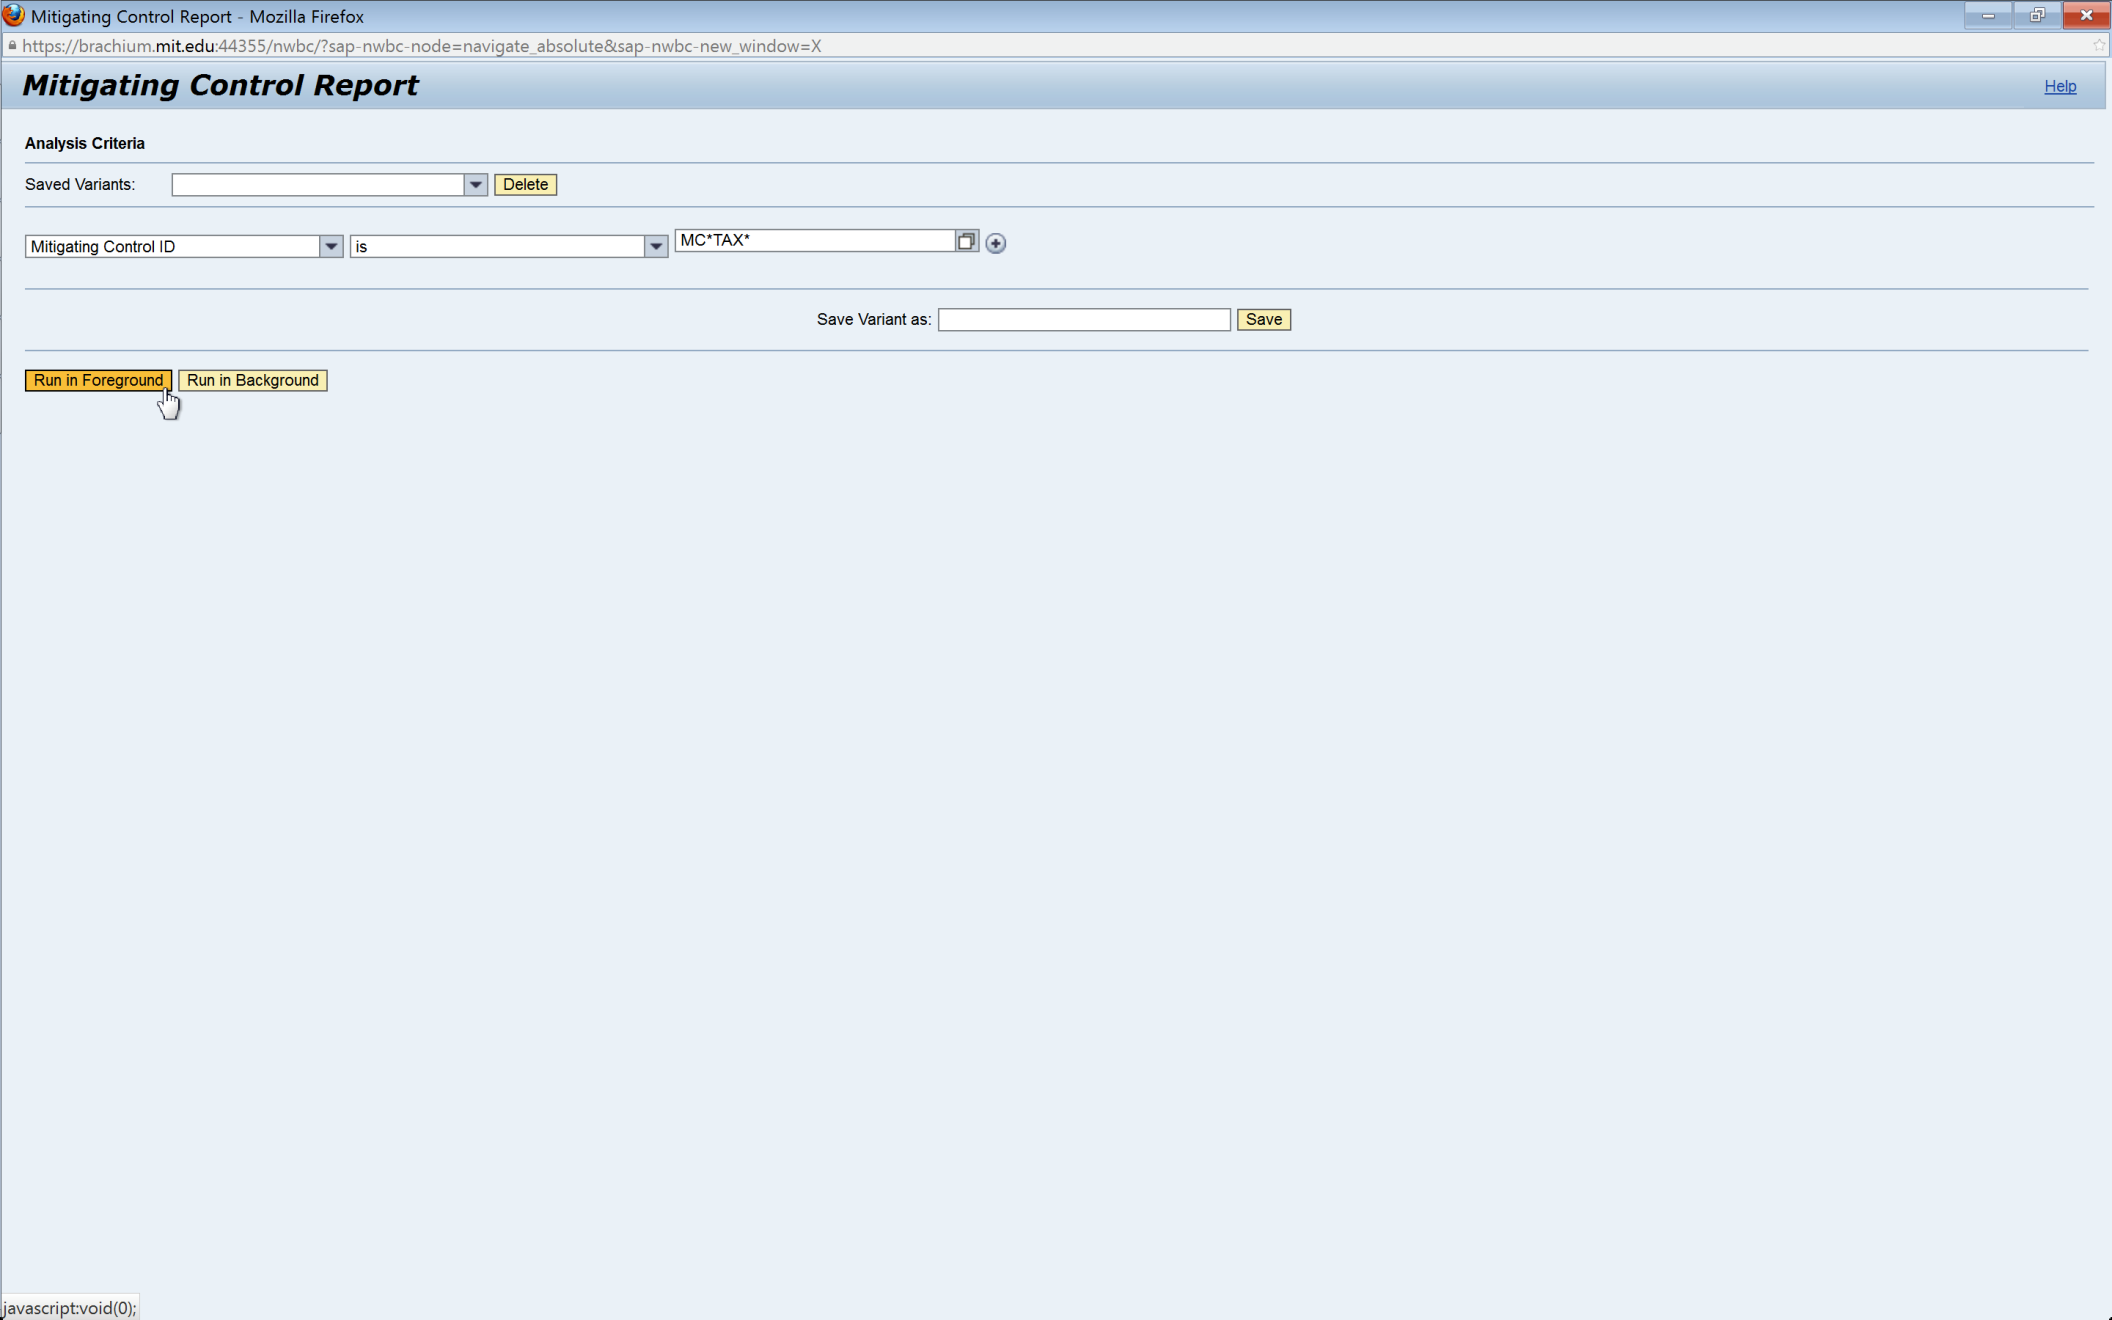 Mitigating Control Report - Mozilla Firefox
https://brachium.mit.edu:44355/nwbc/?sap-nwbc-node=navigate_absolute&sap-nwbc-new_window=X
Mitigating Control Report Help
Analysis Criteria
Saved Variants: Delete
Mitigating Control ID is MC*TAX*
Save Variant as: Save
Run in Foreground Run in Background
javascript:void(0);